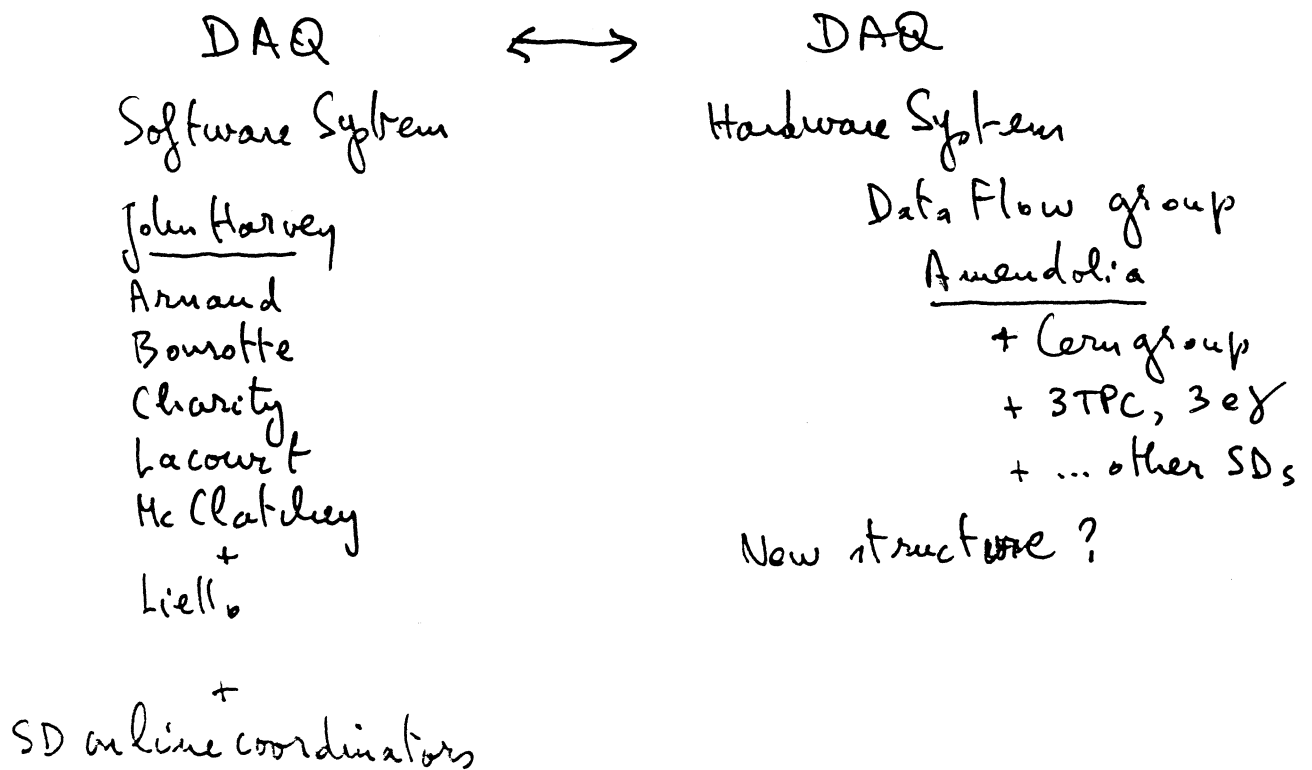 DAQ ⟷ DAQ
Software System
Hardware System
Data Flow group
John Harvey
Amendolia
Arnaud
+ Cern group
Bourotte
+ 3TPC, 3eγ
Charity
+ ... other SDs
Lacourt
Mc Clatchey
New structure?
+
Liello
+
SD online coordinators